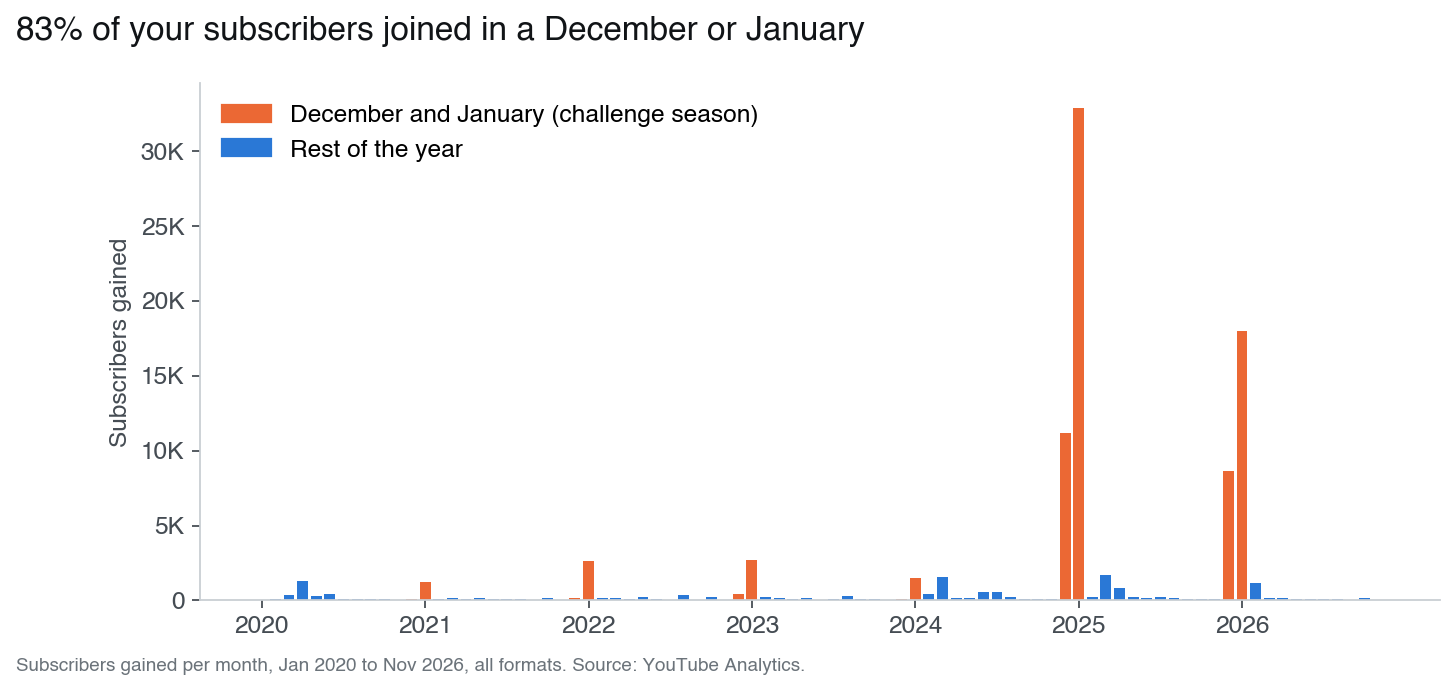 83% of your subscribers joined in a December or January
December and January (challenge season)
Rest of the year
Subscribers gained
30K
25K
20K
15K
10K
5K
0
2020 2021 2022 2023 2024 2025 2026
Subscribers gained per month, Jan 2020 to Nov 2026, all formats. Source: YouTube Analytics.